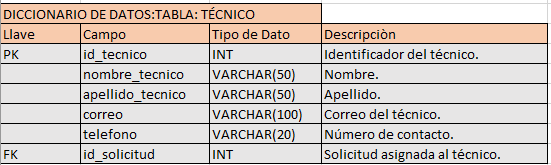 DICCIONARIO DE DATOS:TABLA: TÉCNICO
Llave Campo Tipo de Dato Descripciòn
PK id_tecnico INT Identificador del técnico.
nombre_tecnico VARCHAR(50) Nombre.
apellido_tecnico VARCHAR(50) Apellido.
correo VARCHAR(100) Correo del técnico.
telefono VARCHAR(20) Número de contacto.
FK id_solicitud INT Solicitud asignada al técnico.